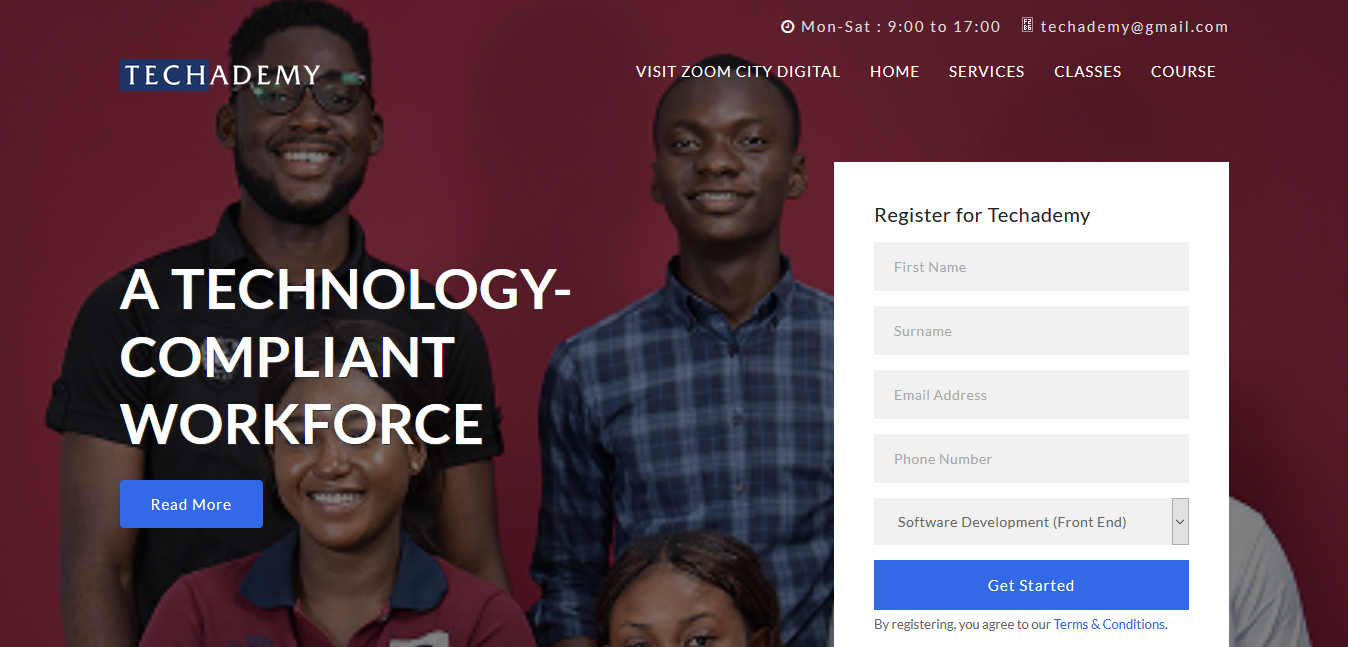 Mon-Sat : 9:00 to 17:00 techademy@gmail.com
TECHADEMY
VISIT ZOOM CITY DIGITAL HOME SERVICES CLASSES COURSE
A TECHNOLOGY-
COMPLIANT
WORKFORCE
Read More
Register for Techademy
First Name
Surname
Email Address
Phone Number
Software Development (Front End)
Get Started
By registering, you agree to our Terms & Conditions.